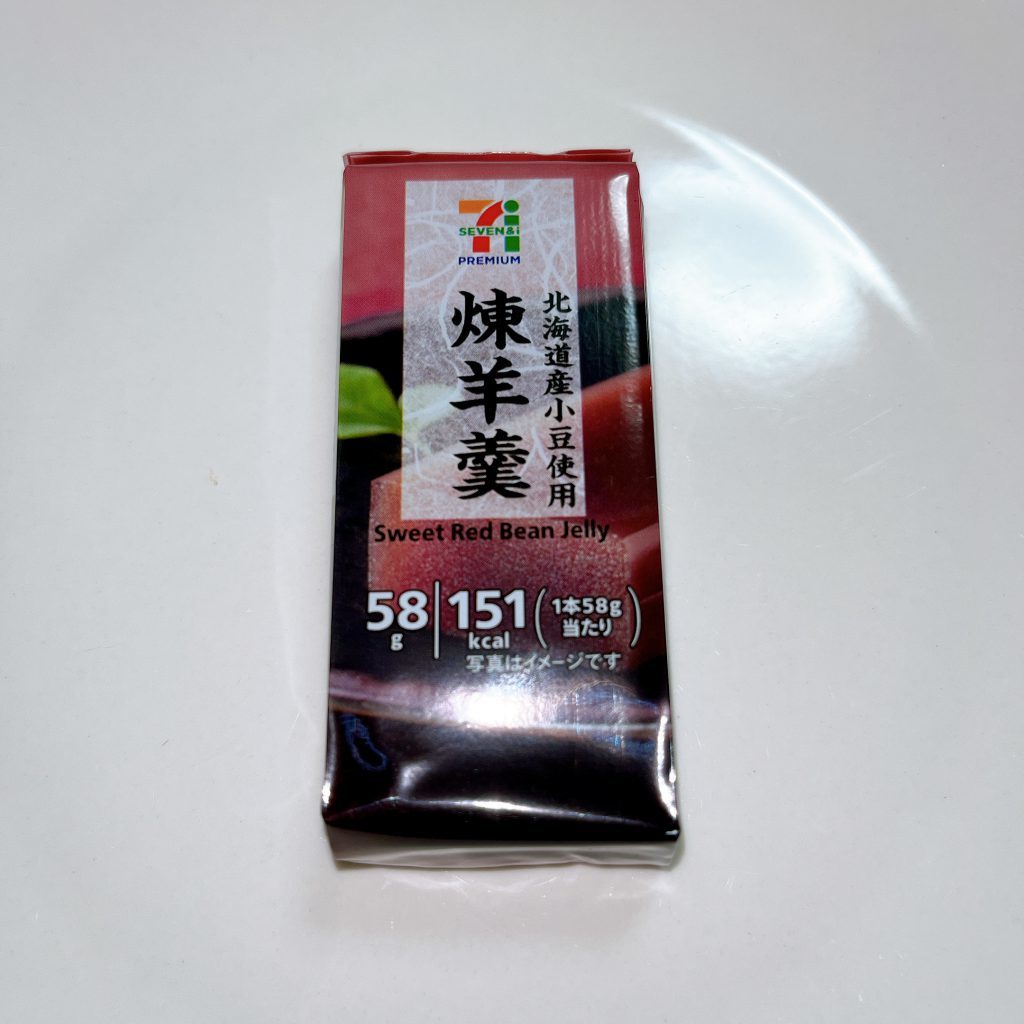 SEVEN&i
PREMIUM
北海道産小豆使用
煉羊羹
Sweet Red Bean Jelly
58g
151kcal
(1本58g
当たり)
写真はイメージです